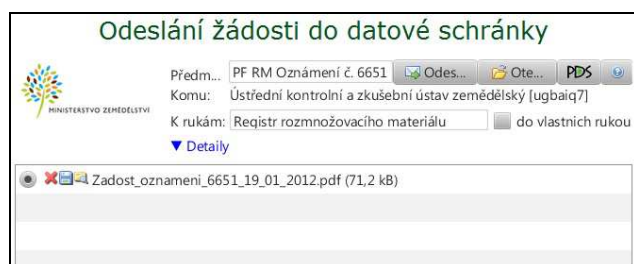 Odeslání žádosti do datové schránky
MINISTERSTVO ZEMĚDĚLSTVÍ
Předm... PF RM Oznámení č. 6651 Odes... Ote... PDS
Komu: Ústřední kontrolní a zkušební ústav zemědělský [ugbaiq7]
K rukám: Registr rozmnožovacího materiálu do vlastnich rukou
▼ Detaily
Zadost_oznameni_6651_19_01_2012.pdf (71,2 kB)